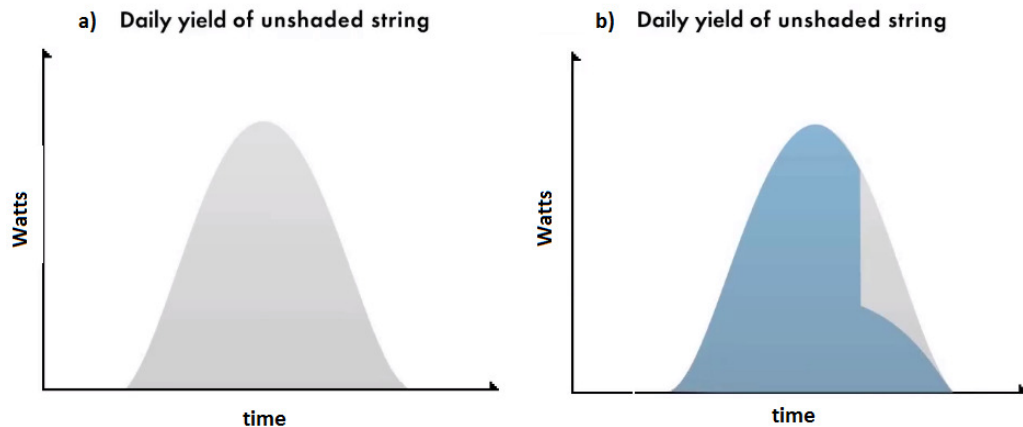 a) Daily yield of unshaded string
Watts
time
b) Daily yield of unshaded string
Watts
time